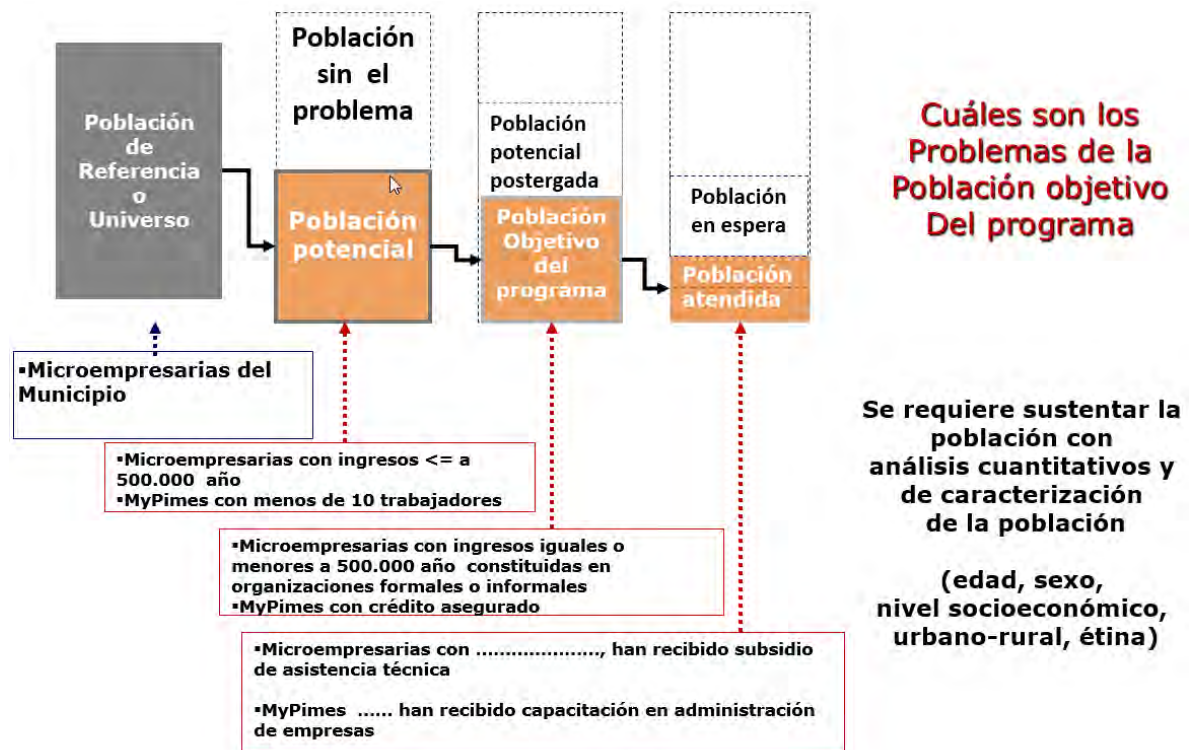 Población
de
Referencia
o
Universo
Población
sin el
problema
Población
potencial
Población
potencial
postergada
Población
Objetivo
del
programa
Población
en espera
Población
atendida
Cuáles son los
Problemas de la
Población objetivo
Del programa
▪Microempresarias del
Municipio
▪Microempresarias con ingresos <= a
500.000 año
▪MyPimes con menos de 10 trabajadores
▪Microempresarias con ingresos iguales o
menores a 500.000 año constituidas en
organizaciones formales o informales
▪MyPimes con crédito asegurado
▪Microempresarias con ....................., han recibido subsidio
de asistencia técnica
▪MyPimes ...... han recibido capacitación en administración
de empresas
Se requiere sustentar la
población con
análisis cuantitativos y
de caracterización
de la población
(edad, sexo,
nivel socioeconómico,
urbano-rural, étina)